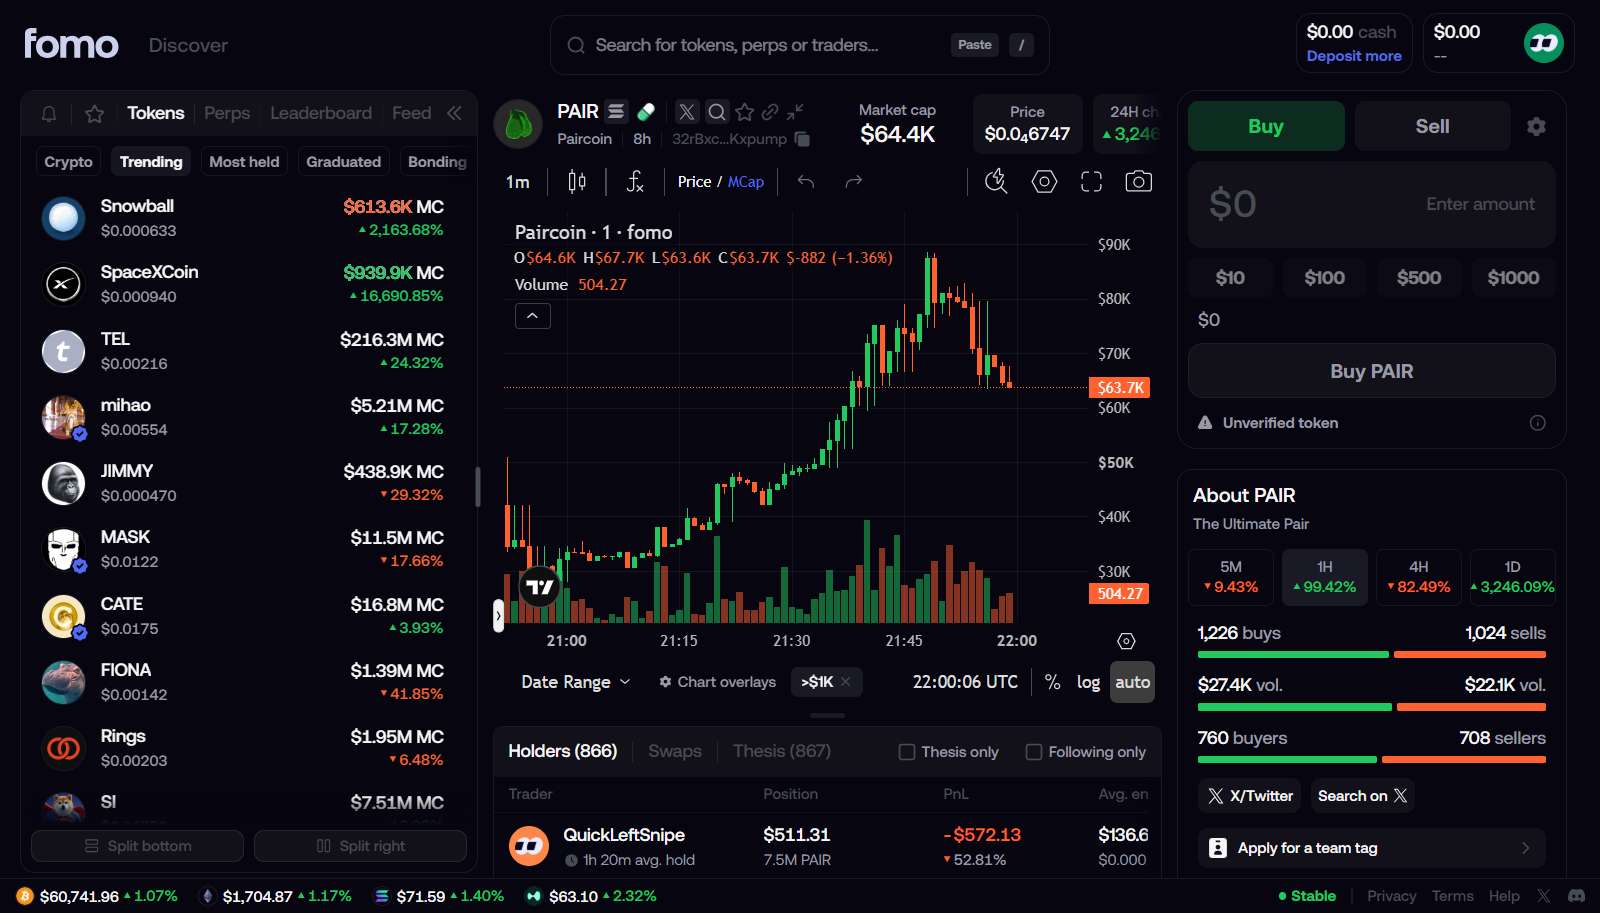 fomo
Discover
Search for tokens, perps or traders...
Paste
/
$0.00 cash
Deposit more
$0.00
--
Tokens
Perps
Leaderboard
Feed
Crypto
Trending
Most held
Graduated
Bonding
Snowball
$613.6K MC
$0.000633
2,163.68%
SpaceXCoin
$939.9K MC
$0.000940
16,690.85%
TEL
$216.3M MC
$0.00216
24.32%
mihao
$5.21M MC
$0.00554
17.28%
JIMMY
$438.9K MC
$0.000470
29.32%
MASK
$11.5M MC
$0.0122
17.66%
CATE
$16.8M MC
$0.0175
3.93%
FIONA
$1.39M MC
$0.00142
41.85%
Rings
$1.95M MC
$0.00203
6.48%
SI
$7.51M MC
Split bottom
Split right
PAIR
Paircoin
8h
32rBxc...Kxpump
Market cap
$64.4K
Price
$0.0₄6747
24H ch
3,246
1m
Price / MCap
Paircoin · 1 · fomo
O$64.6K H$67.7K L$63.6K C$63.7K $-882 (−1.36%)
Volume 504.27
$90K
$80K
$70K
$63.7K
$60K
$50K
$40K
$30K
504.27
21:00
21:15
21:30
21:45
22:00
Date Range
Chart overlays
>$1K
22:00:06 UTC
%
log
auto
Holders (866)
Swaps
Thesis (867)
Thesis only
Following only
Trader
Position
PnL
Avg. en
QuickLeftSnipe
$511.31
-$572.13
$136.6
1h 20m avg. hold
7.5M PAIR
52.81%
$0.000
Buy
Sell
$0
Enter amount
$10
$100
$500
$1000
$0
Buy PAIR
Unverified token
About PAIR
The Ultimate Pair
5M
9.43%
1H
99.42%
4H
82.49%
1D
3,246.09%
1,226 buys
1,024 sells
$27.4K vol.
$22.1K vol.
760 buyers
708 sellers
X/Twitter
Search on X
Apply for a team tag
$60,741.96 1.07%
$1,704.87 1.17%
$71.59 1.40%
$63.10 2.32%
Stable
Privacy
Terms
Help